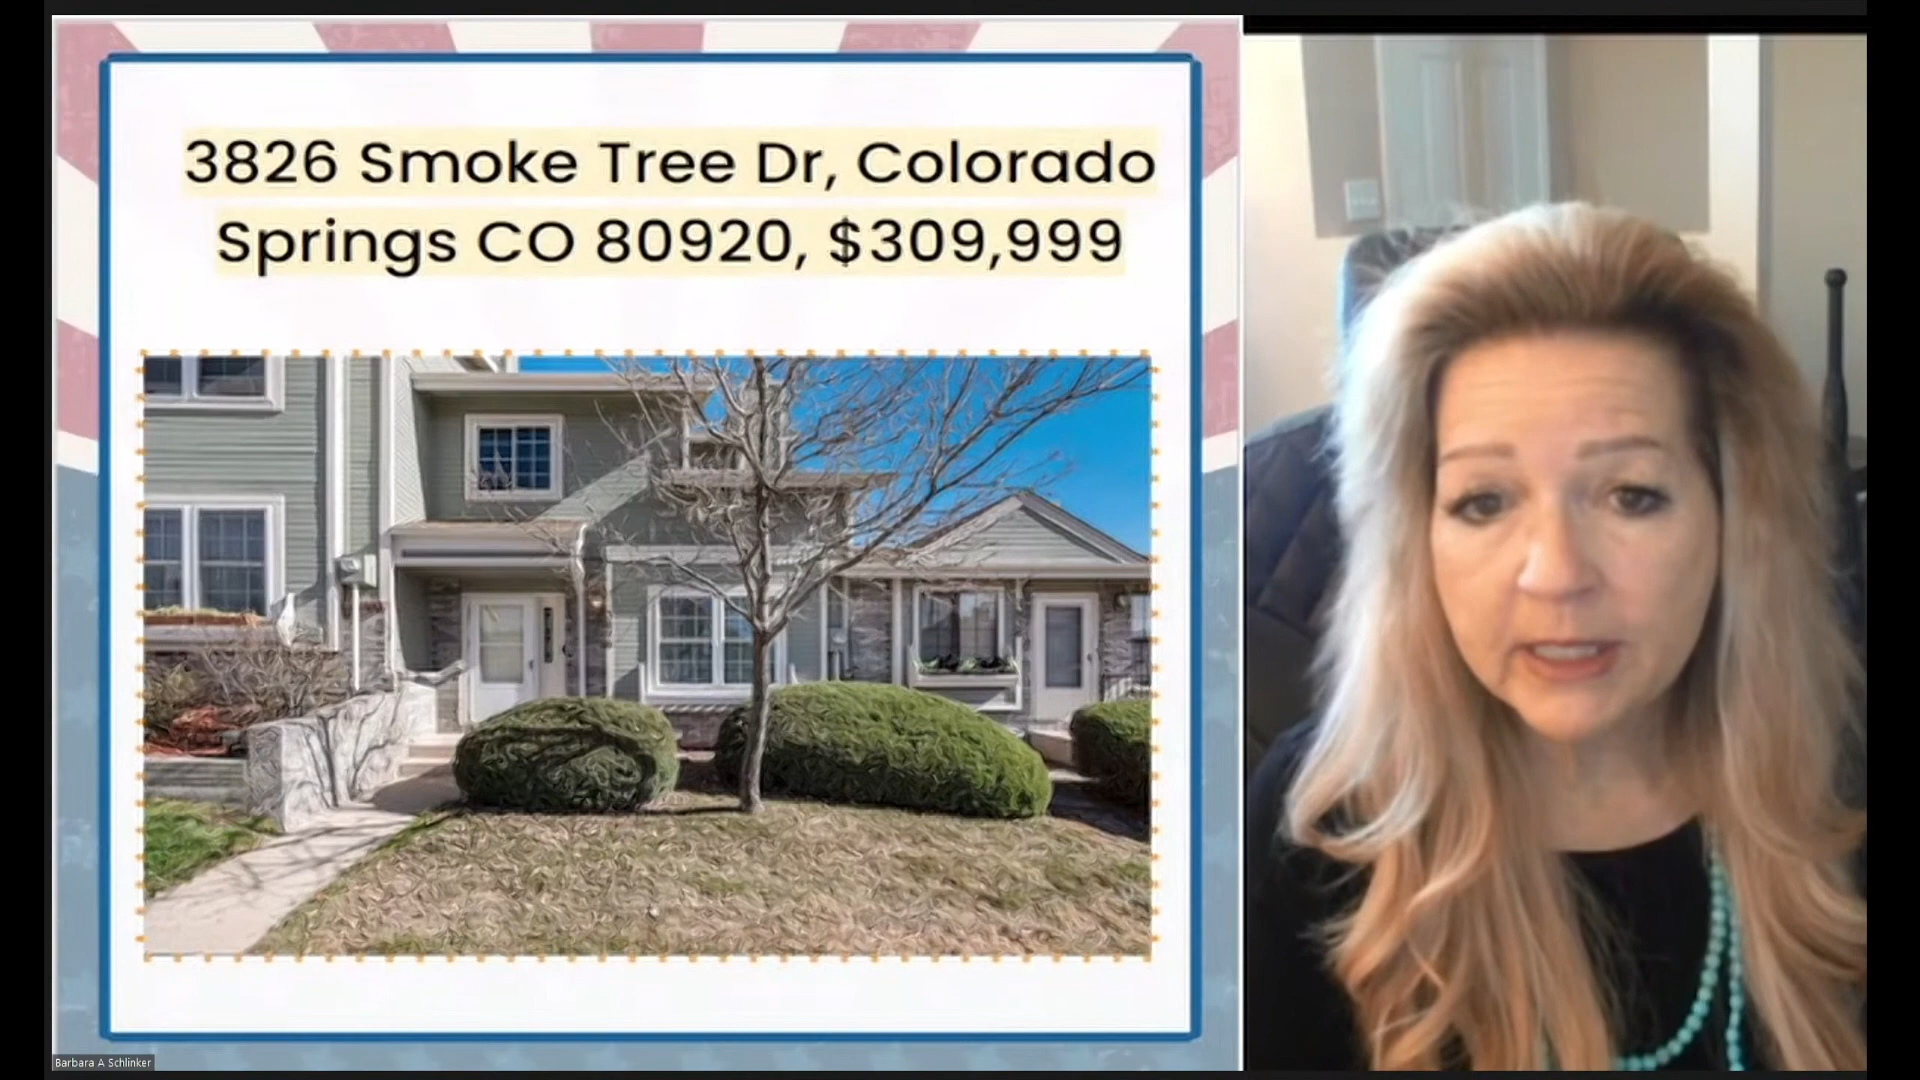 3826 Smoke Tree Dr, Colorado
Springs CO 80920, $309,999
Barbara A Schlinker